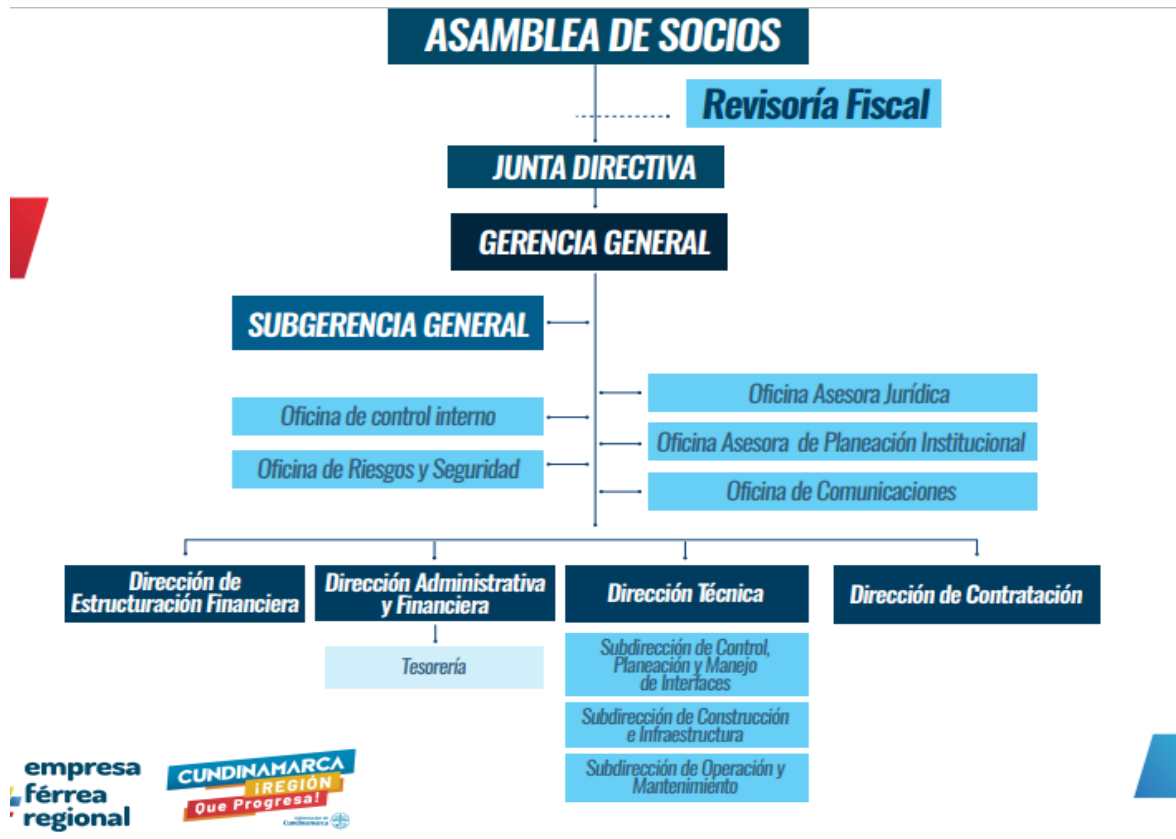 ASAMBLEA DE SOCIOS
Revisoría Fiscal
JUNTA DIRECTIVA
GERENCIA GENERAL
SUBGERENCIA GENERAL
Oficina de control interno
Oficina de Riesgos y Seguridad
Oficina Asesora Jurídica
Oficina Asesora de Planeación Institucional
Oficina de Comunicaciones
Dirección de
Estructuración Financiera
Dirección Administrativa
y Financiera
Tesorería
Dirección Técnica
Subdirección de Control,
Planeación y Manejo
de Interfaces
Subdirección de Construcción
e Infraestructura
Subdirección de Operación y
Mantenimiento
Dirección de Contratación
empresa
férrea
regional
CUNDINAMARCA
¡REGIÓN
Que Progresa!
Gobernación de
Cundinamarca